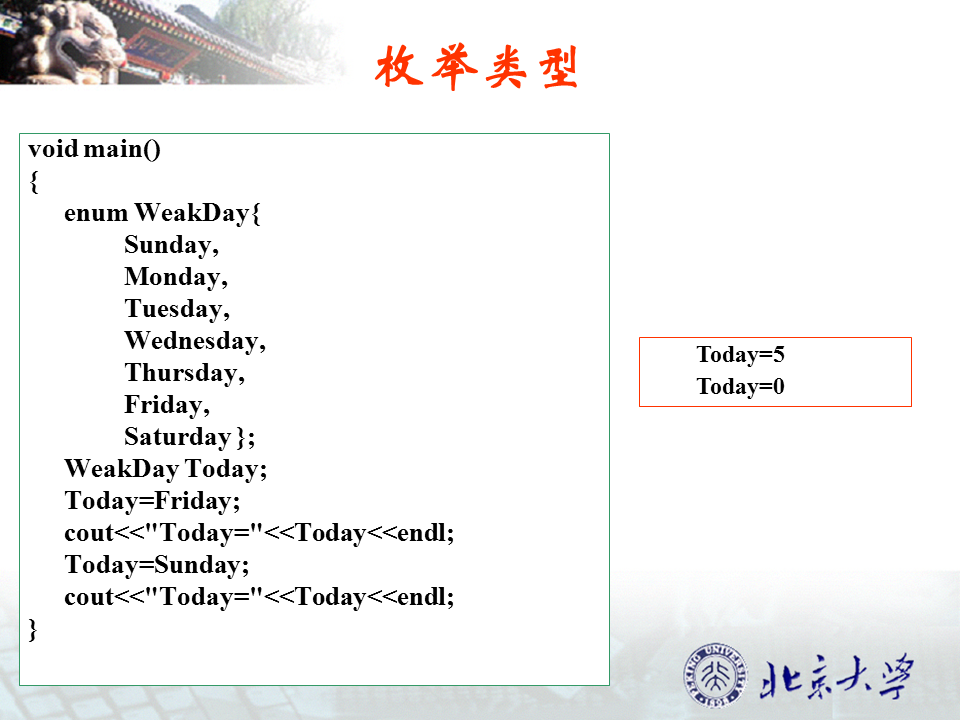 枚举类型
void main()
{
enum WeakDay{
Sunday,
Monday,
Tuesday,
Wednesday,
Thursday,
Friday,
Saturday };
WeakDay Today;
Today=Friday;
cout<<"Today="<<Today<<endl;
Today=Sunday;
cout<<"Today="<<Today<<endl;
}
Today=5
Today=0
PEKING UNIVERSITY
1898
北京大学